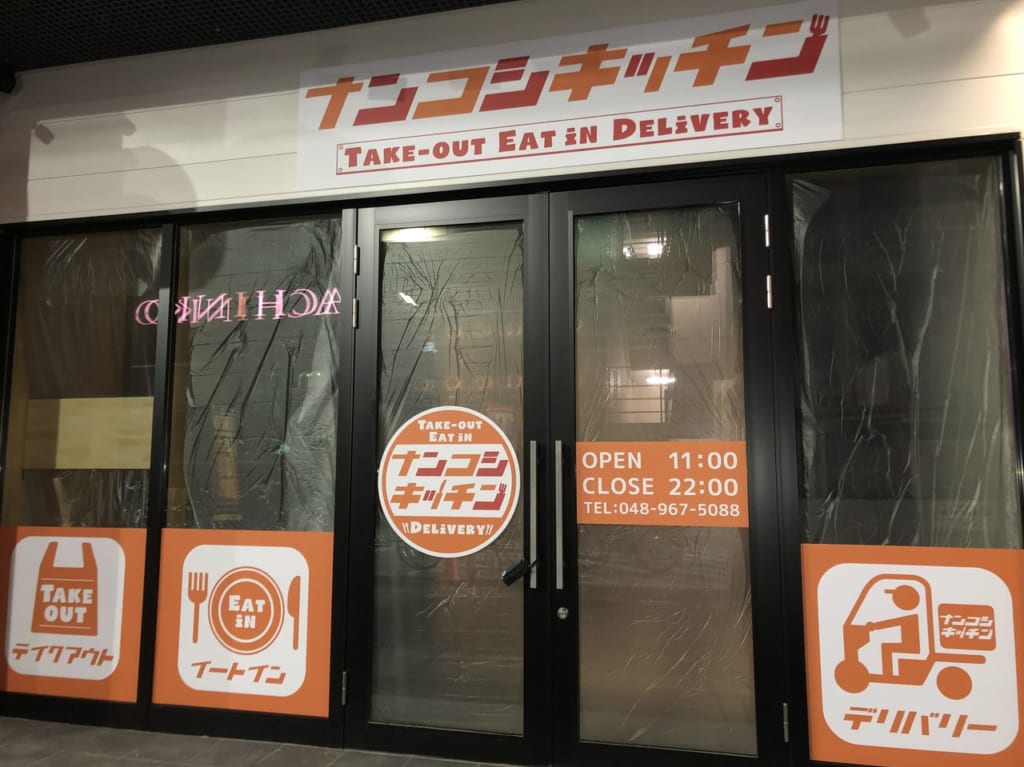 ナンコシキッチン
TAKE-OUT EAT iN DELiVERY
TAKE-OUT
EAT iN
ナンコシ
キッチン
DELiVERY
OPEN 11:00
CLOSE 22:00
TEL:048-967-5088
TAKE
OUT
テイクアウト
EAT
iN
イートイン
ナンコシ
キッチン
デリバリー